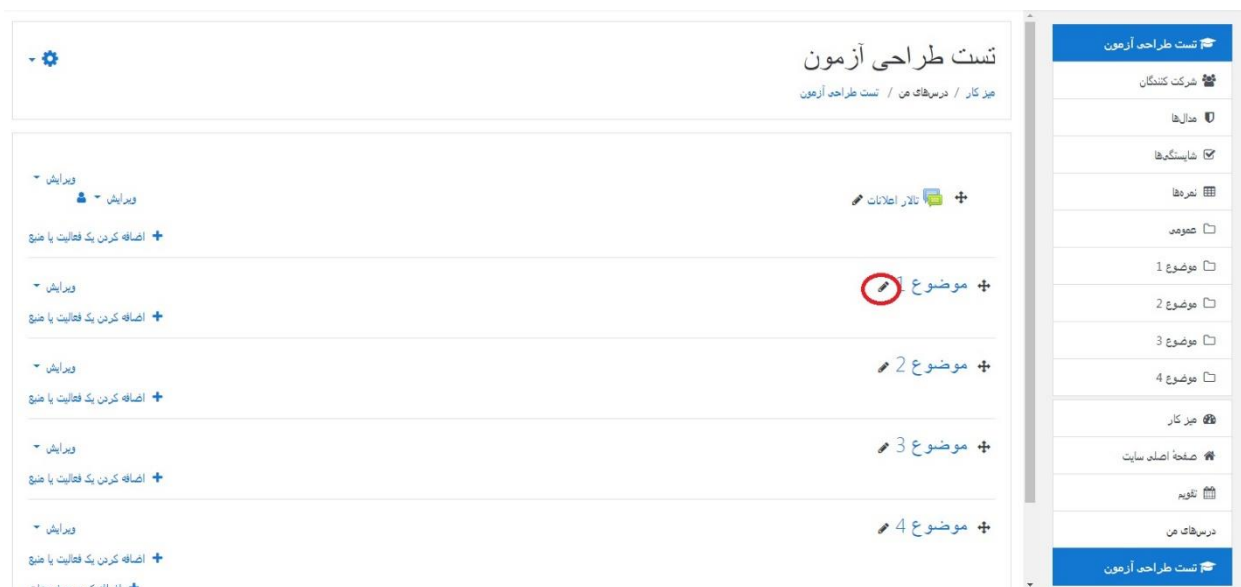 تست طراحی آزمون
میز کار / درس‌های من / تست طراحی آزمون
ویرایش
تالار اعلانات
ویرایش
اضافه کردن یک فعالیت یا منبع
موضوع 1
ویرایش
اضافه کردن یک فعالیت یا منبع
موضوع 2
ویرایش
اضافه کردن یک فعالیت یا منبع
موضوع 3
ویرایش
اضافه کردن یک فعالیت یا منبع
موضوع 4
ویرایش
اضافه کردن یک فعالیت یا منبع
تست طراحی آزمون
شرکت کنندگان
مدال‌ها
شایستگی‌ها
نمره‌ها
عمومی
موضوع 1
موضوع 2
موضوع 3
موضوع 4
میز کار
صفحهٔ اصلی سایت
تقویم
درس‌های من
تست طراحی آزمون